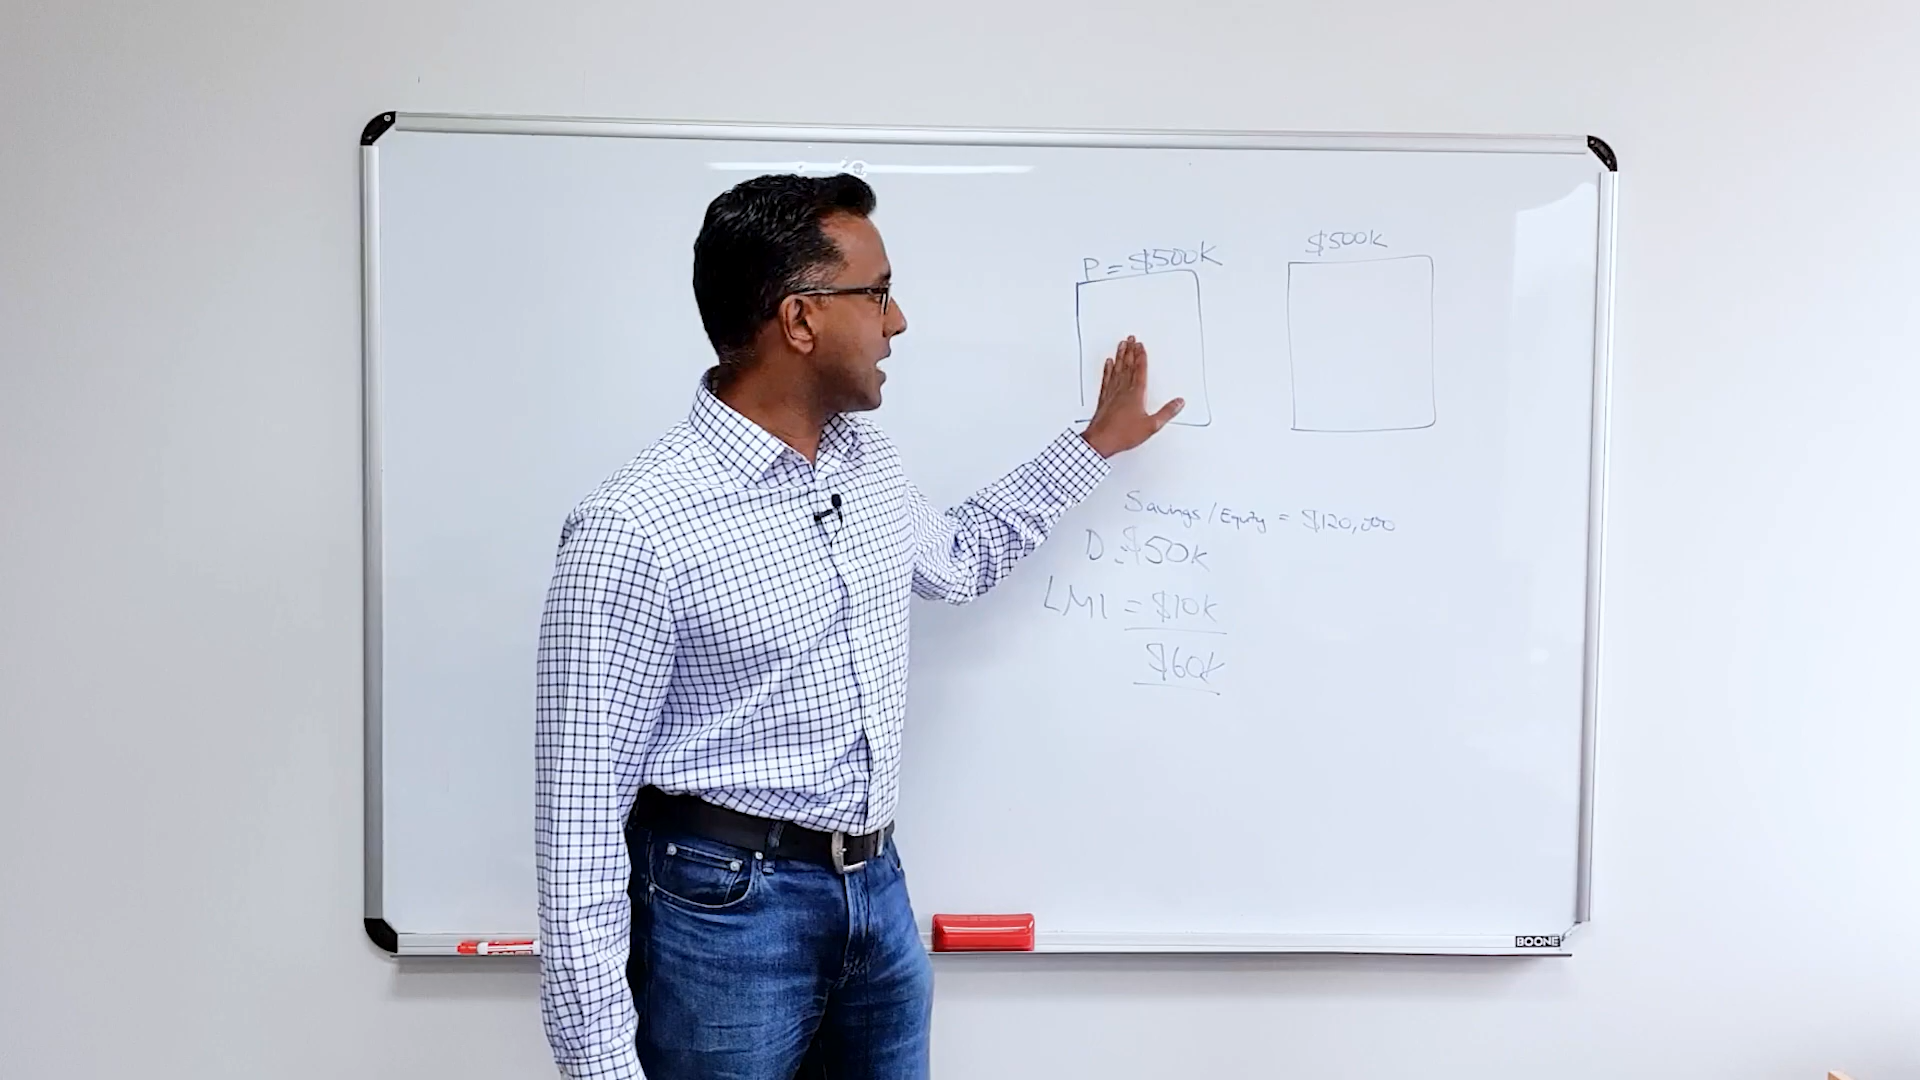 P = $500K
$500K
Savings / Equity = $120,000
D = $50K
LMI = $10K
$60K
BOONE